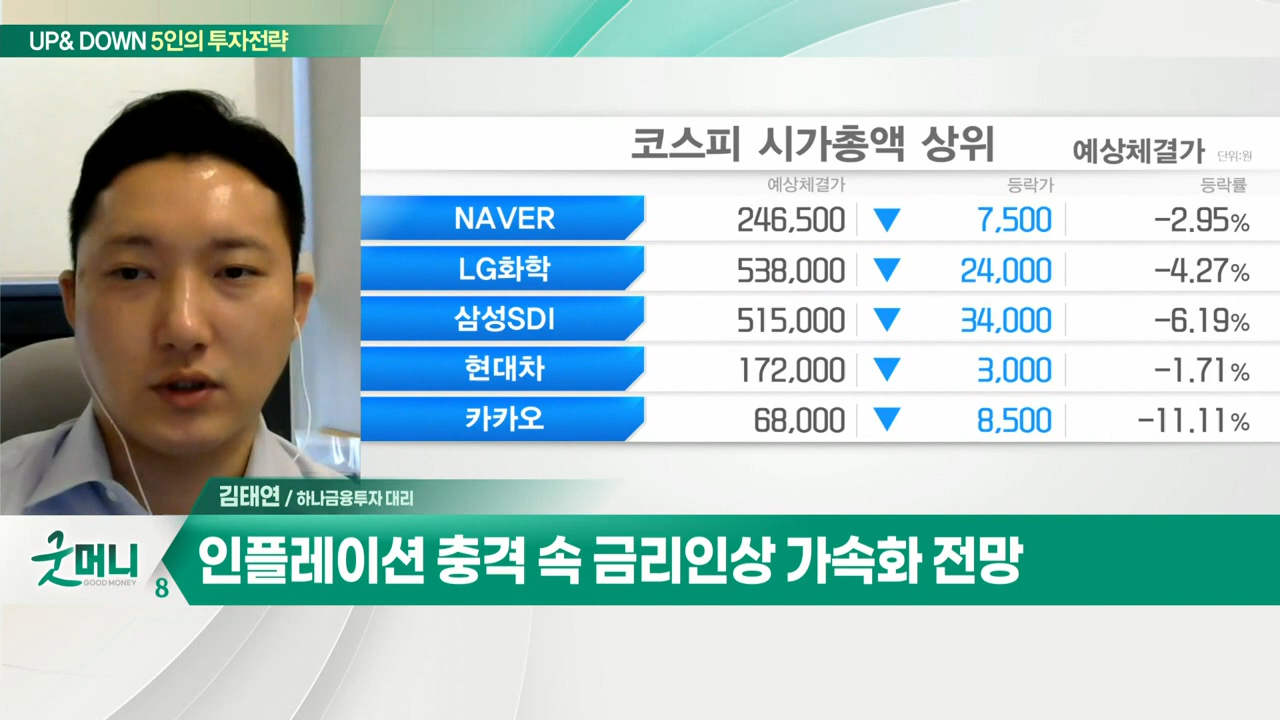 UP& DOWN 5인의 투자전략
코스피 시가총액 상위 예상체결가 단위:원
예상체결가 등락가 등락률
NAVER 246,500 ▼ 7,500 -2.95%
LG화학 538,000 ▼ 24,000 -4.27%
삼성SDI 515,000 ▼ 34,000 -6.19%
현대차 172,000 ▼ 3,000 -1.71%
카카오 68,000 ▼ 8,500 -11.11%
김태연 / 하나금융투자 대리
굿머니 GOOD MONEY 8
인플레이션 충격 속 금리인상 가속화 전망